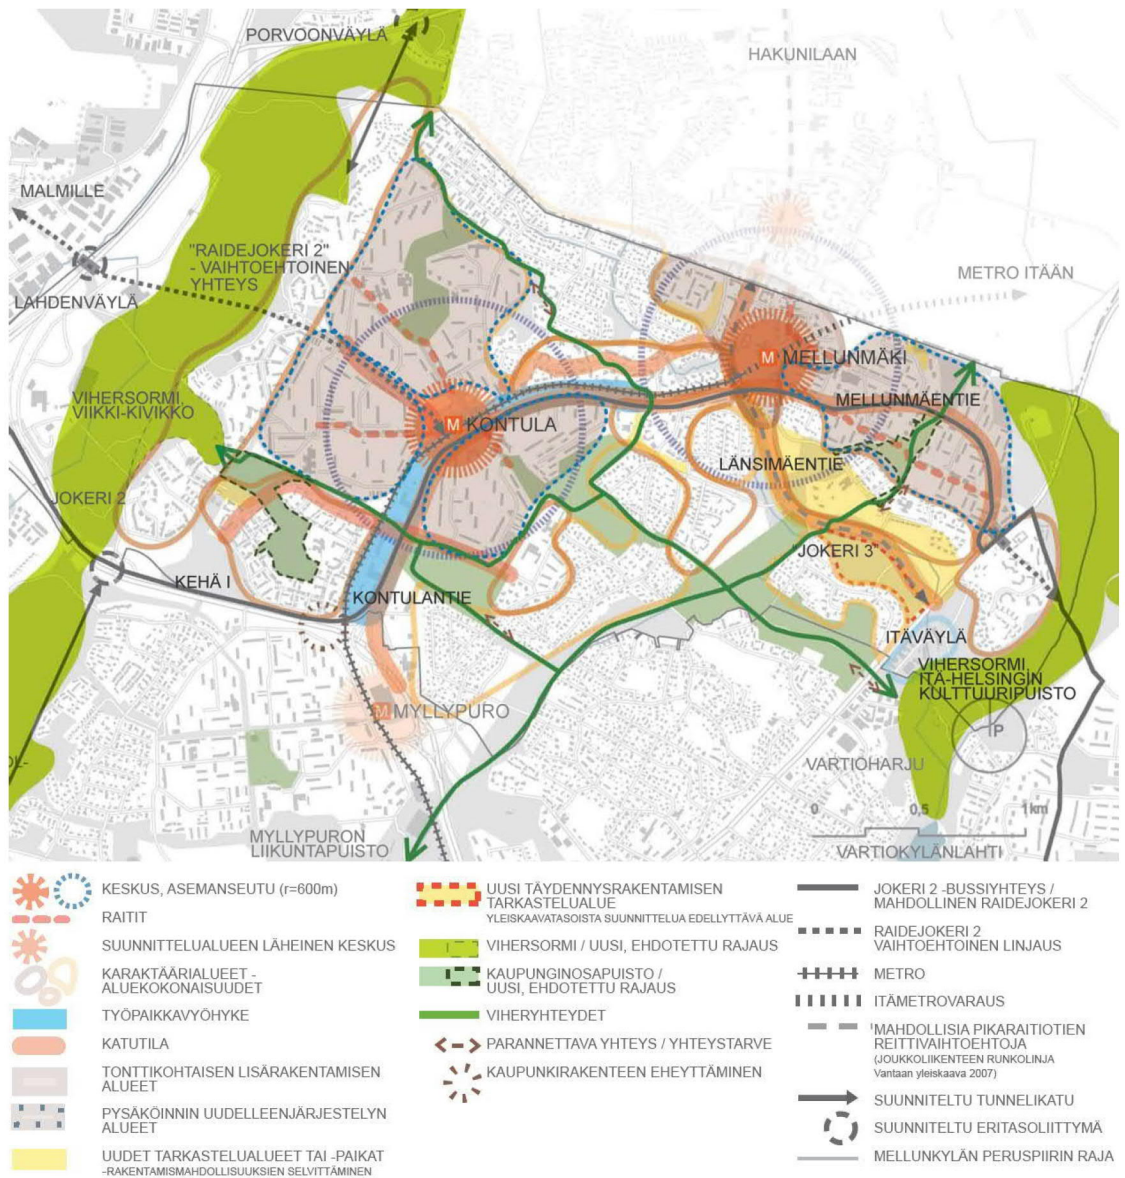 PORVOONVÄYLÄ
HAKUNILAAN
MALMILLE
"RAIDEJOKERI 2"
- VAIHTOEHTOINEN
YHTEYS
METRO ITÄÄN
LAHDENVÄYLÄ
M MELLUNMÄKI
VIHERSORMI
VIIKKI-KIVIKKO
MELLUNMÄENTIE
M KONTULA
LÄNSIMÄENTIE
JOKERI 2
"JOKERI 3"
KEHÄ I
KONTULANTIE
ITÄVÄYLÄ
VIHERSORMI
ITÄ-HELSINGIN
KULTTUURIPUISTO
M MYLLYPURO
P
VARTIOHARJU
0 0,5 1km
MYLLYPURON
LIIKUNTAPUISTO
VARTIOKYLÄNLAHTI
KESKUS, ASEMANSEUTU (r=600m)
RAITIT
SUUNNITTELUALUEEN LÄHEINEN KESKUS
KARAKTÄÄRIALUEET -
ALUEKOKONAISUUDET
TYÖPAIKKAVYÖHYKE
KATUTILA
TONTTIKOHTAISEN LISÄRAKENTAMISEN
ALUEET
PYSÄKÖINNIN UUDELLEENJÄRJESTELYN
ALUEET
UUDET TARKASTELUALUEET TAI -PAIKAT
-RAKENTAMISMAHDOLLISUUKSIEN SELVITTÄMINEN
UUSI TÄYDENNYSRAKENTAMISEN
TARKASTELUALUE
YLEISKAAVATASOISTA SUUNNITTELUA EDELLYTTÄVÄ ALUE
VIHERSORMI / UUSI, EHDOTETTU RAJAUS
KAUPUNGINOSAPUISTO /
UUSI, EHDOTETTU RAJAUS
VIHERYHTEYDET
PARANNETTAVA YHTEYS / YHTEYSTARVE
KAUPUNKIRAKENTEEN EHEYTTÄMINEN
JOKERI 2 -BUSSIYHTEYS /
MAHDOLLINEN RAIDEJOKERI 2
RAIDEJOKERI 2
VAIHTOEHTOINEN LINJAUS
METRO
ITÄMETROVARAUS
MAHDOLLISIA PIKARAITIOTIEN
REITTIVAIHTOEHTOJA
(JOUKKOLIIKENTEEN RUNKOLINJA
Vantaan yleiskaava 2007)
SUUNNITELTU TUNNELIKATU
SUUNNITELTU ERITASOLIITTYMÄ
MELLUNKYLÄN PERUSPIIRIN RAJA